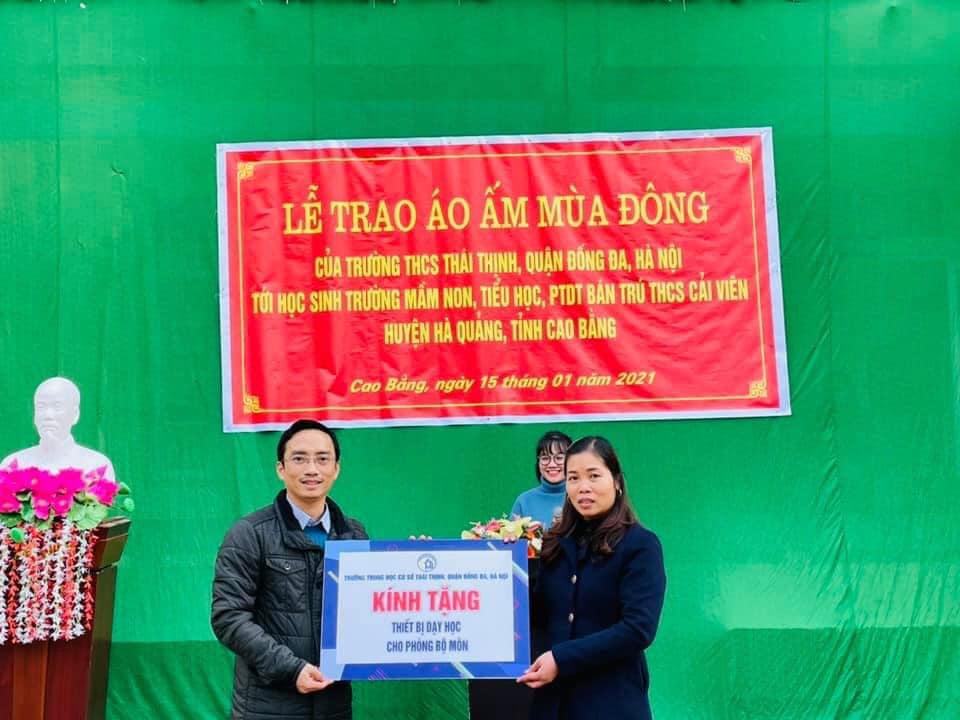 LỄ TRAO ÁO ẤM MÙA ĐÔNG
CỦA TRƯỜNG THCS THÁI THỊNH, QUẬN ĐỐNG ĐA, HÀ NỘI
TỚI HỌC SINH TRƯỜNG MẦM NON, TIỂU HỌC, PTDT BÁN TRÚ THCS CẢI VIÊN
HUYỆN HÀ QUẢNG, TỈNH CAO BẰNG
Cao Bằng, ngày 15 tháng 01 năm 2021
TRƯỜNG TRUNG HỌC CƠ SỞ THÁI THỊNH, QUẬN ĐỐNG ĐA, HÀ NỘI
KÍNH TẶNG
THIẾT BỊ DẠY HỌC
CHO PHÒNG BỘ MÔN